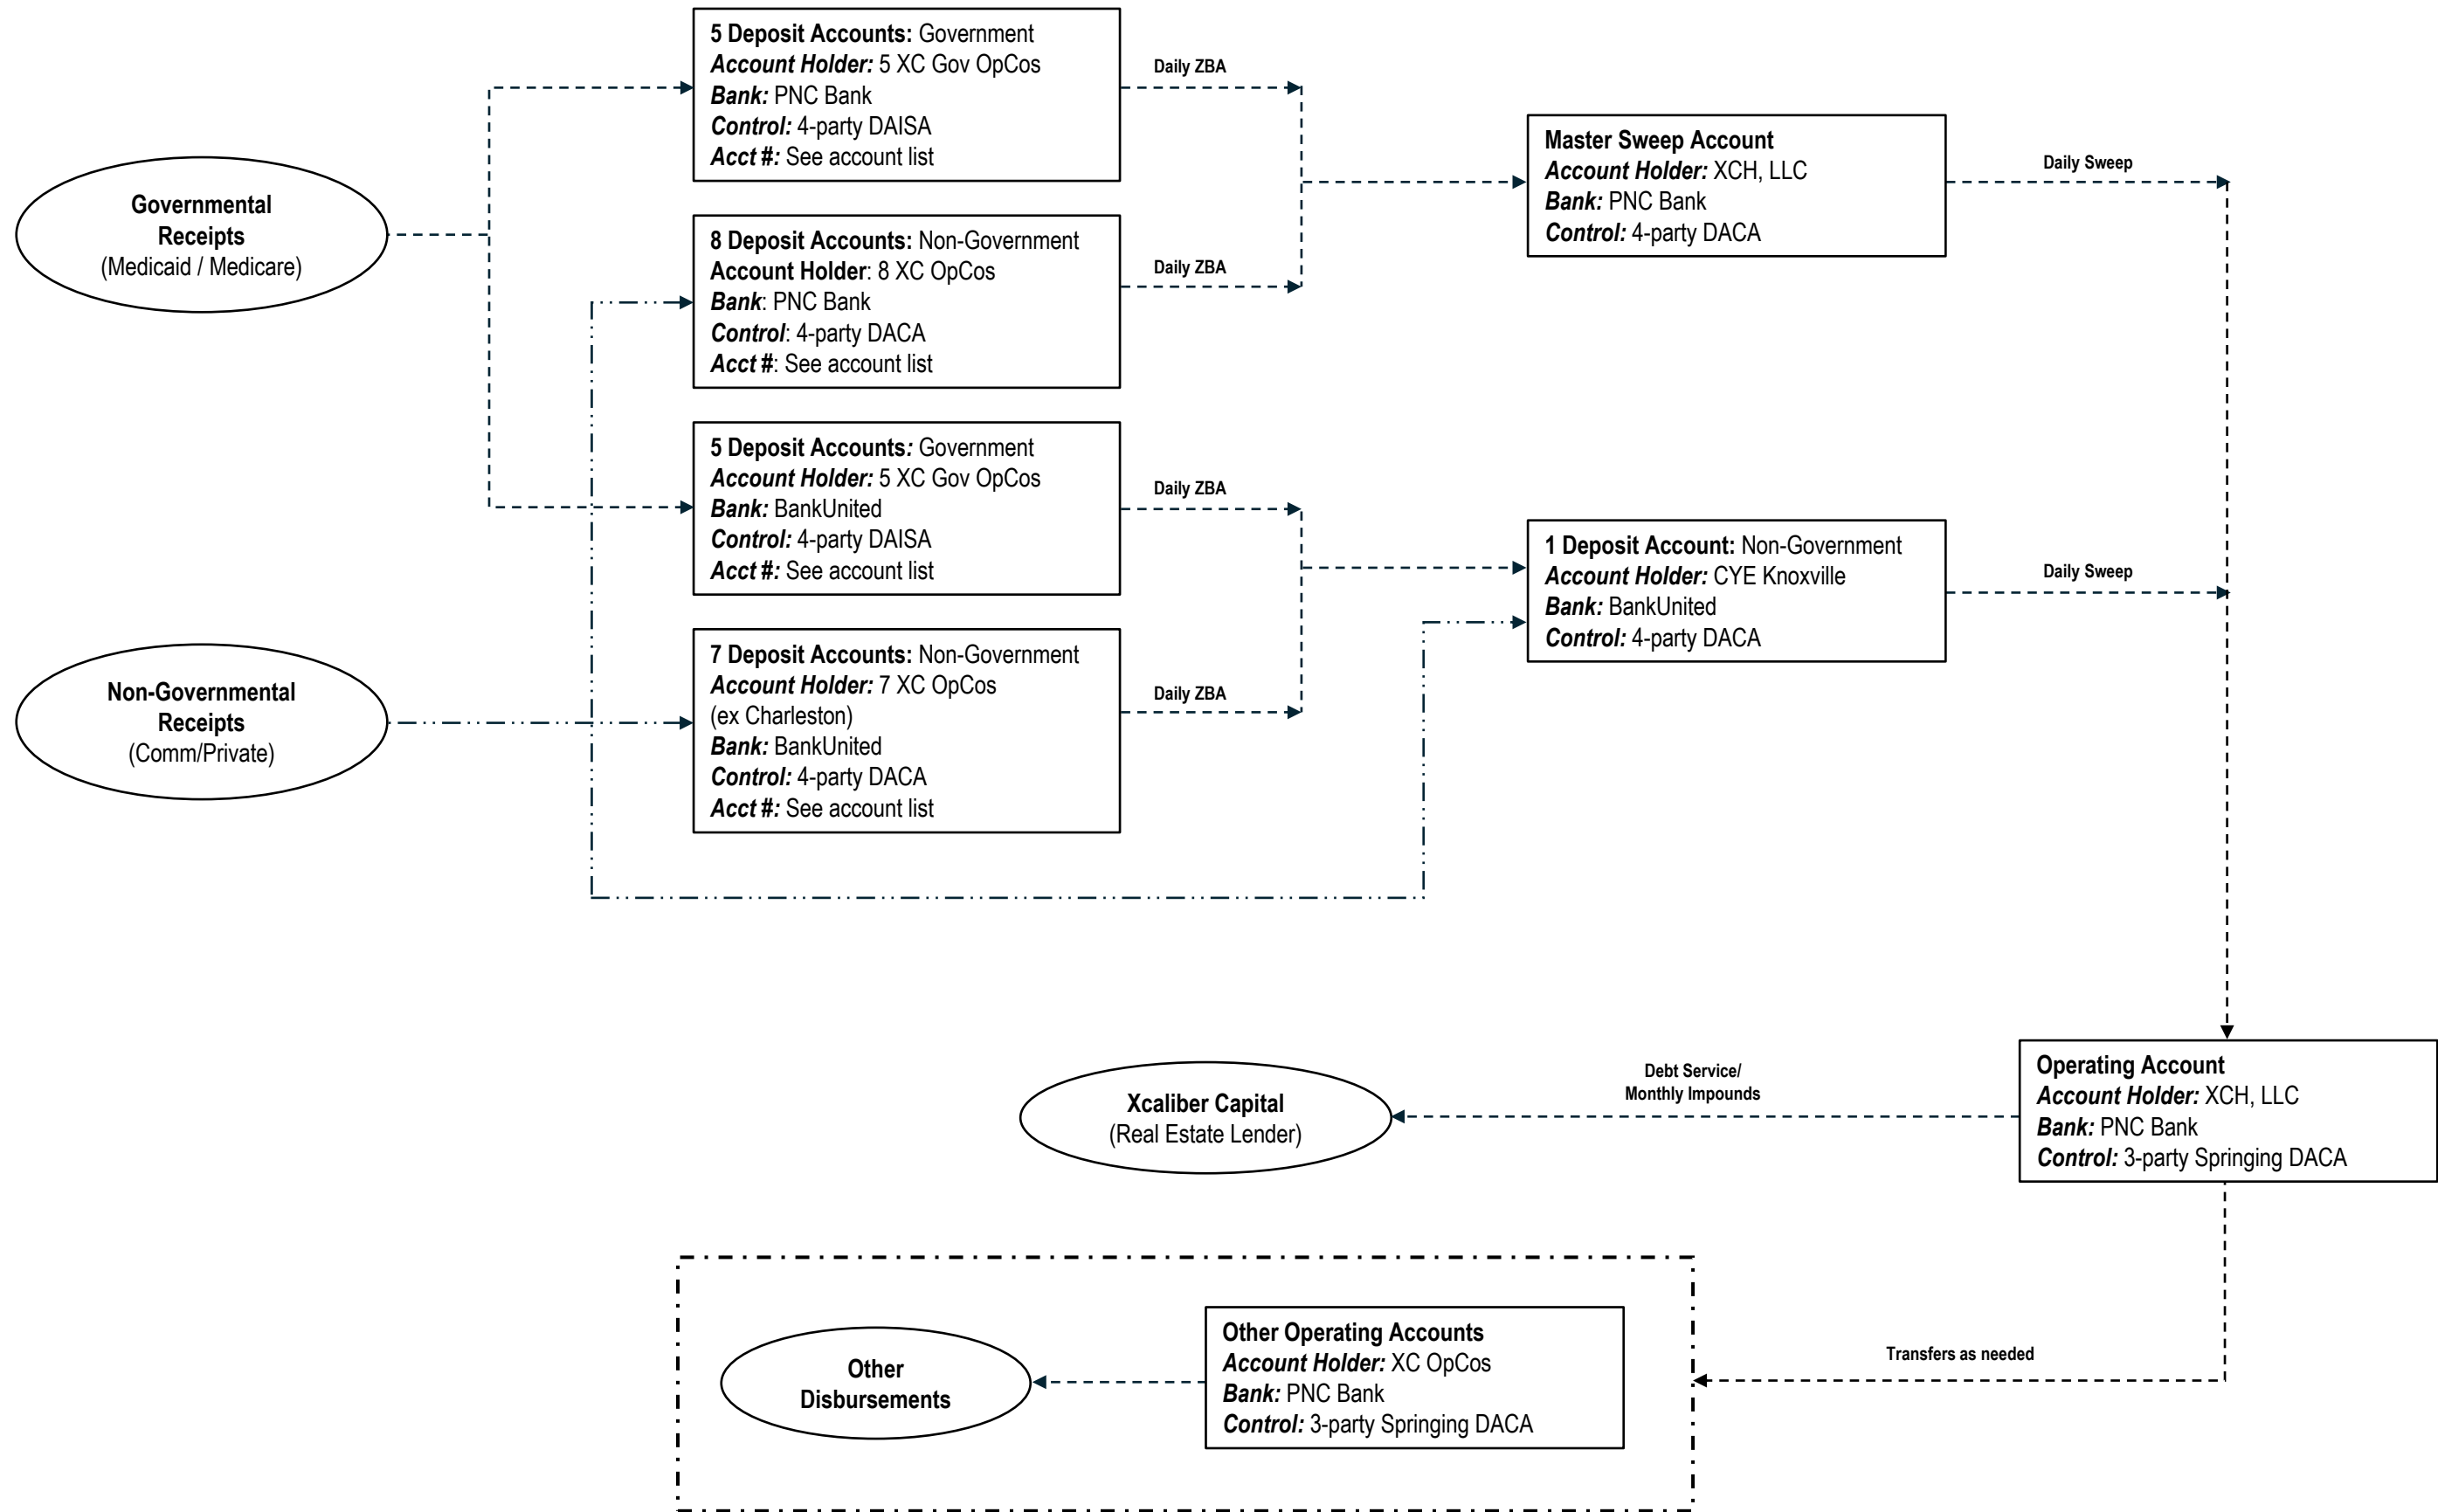 5 Deposit Accounts: Government
Account Holder: 5 XC Gov OpCos
Bank: PNC Bank
Control: 4-party DAISA
Acct #: See account list
Daily ZBA
Master Sweep Account
Account Holder: XCH, LLC
Bank: PNC Bank
Control: 4-party DACA
Daily Sweep
Governmental
Receipts
(Medicaid / Medicare)
8 Deposit Accounts: Non-Government
Account Holder: 8 XC OpCos
Bank: PNC Bank
Control: 4-party DACA
Acct #: See account list
Daily ZBA
5 Deposit Accounts: Government
Account Holder: 5 XC Gov OpCos
Bank: BankUnited
Control: 4-party DAISA
Acct #: See account list
Daily ZBA
1 Deposit Account: Non-Government
Account Holder: CYE Knoxville
Bank: BankUnited
Control: 4-party DACA
Daily Sweep
Non-Governmental
Receipts
(Comm/Private)
7 Deposit Accounts: Non-Government
Account Holder: 7 XC OpCos
(ex Charleston)
Bank: BankUnited
Control: 4-party DACA
Acct #: See account list
Daily ZBA
Operating Account
Account Holder: XCH, LLC
Bank: PNC Bank
Control: 3-party Springing DACA
Debt Service/
Monthly Impounds
Xcaliber Capital
(Real Estate Lender)
Other
Disbursements
Other Operating Accounts
Account Holder: XC OpCos
Bank: PNC Bank
Control: 3-party Springing DACA
Transfers as needed